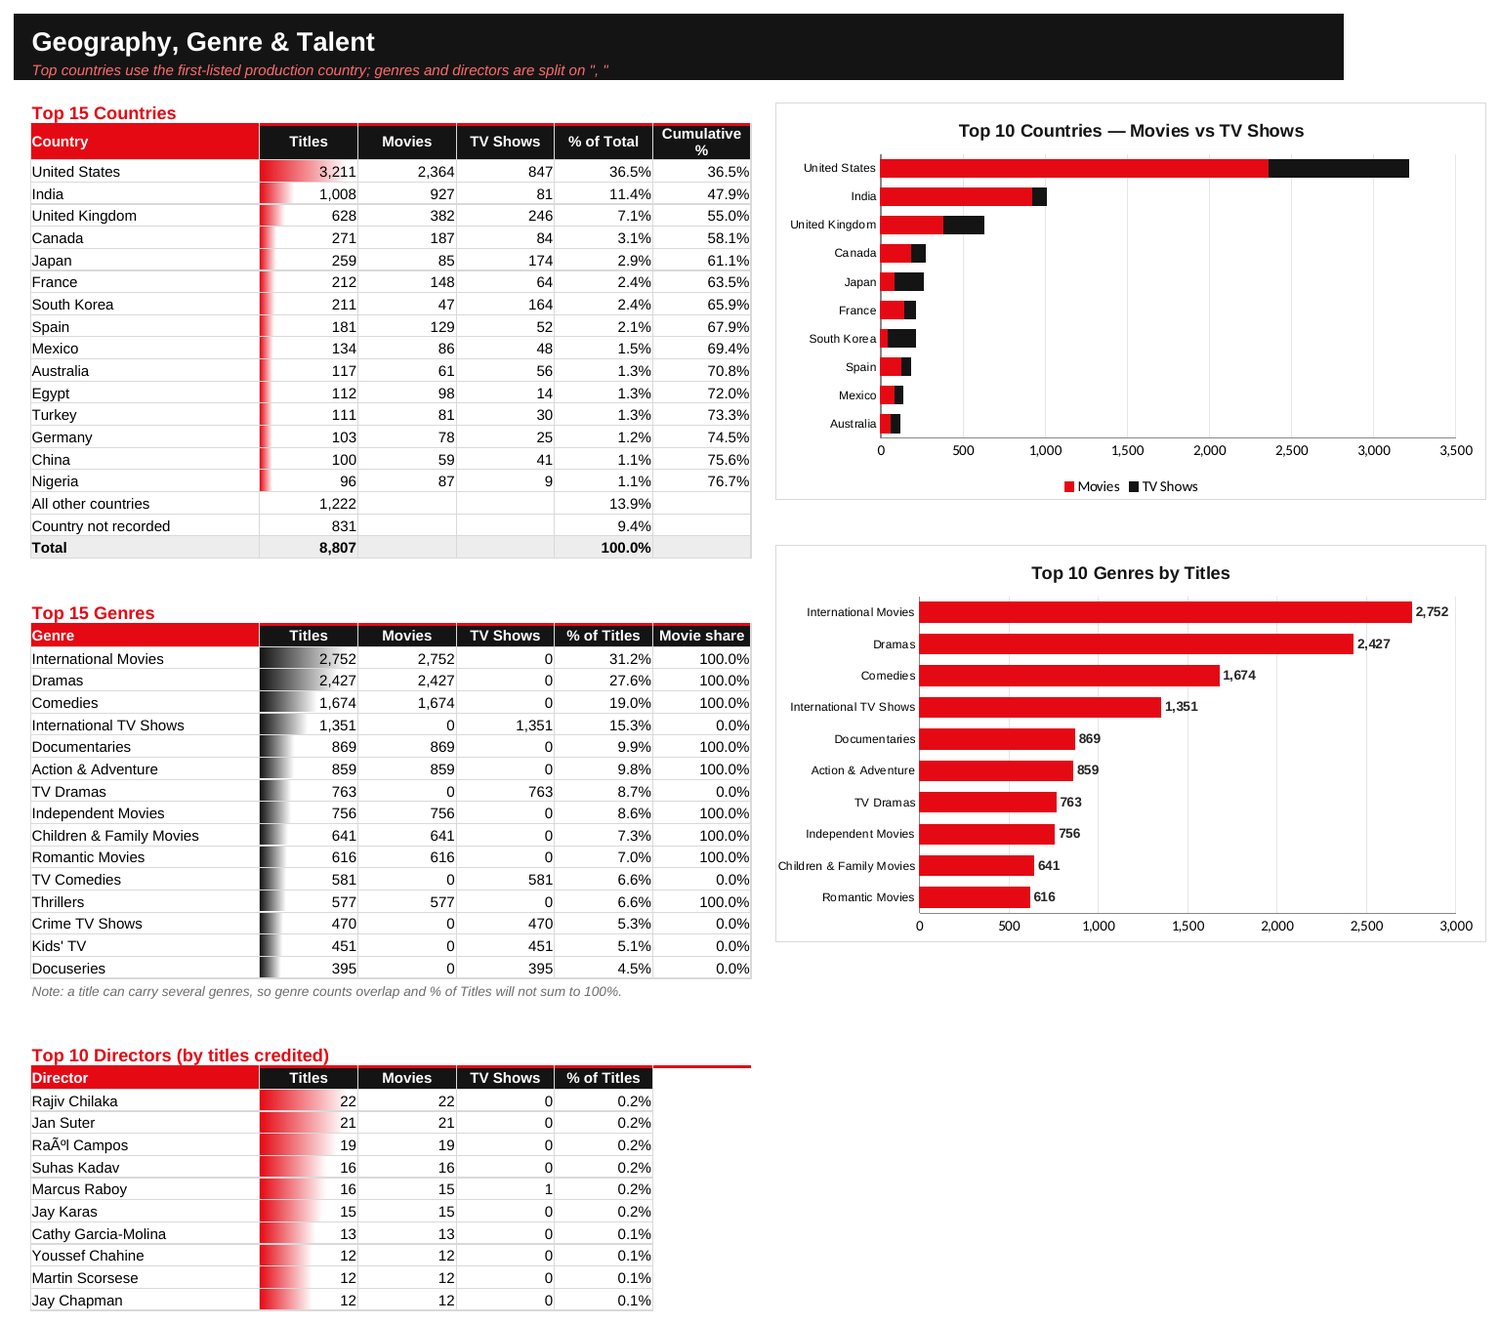 Geography, Genre & Talent
Top countries use the first-listed production country; genres and directors are split on ", "
Top 15 Countries
Country Titles Movies TV Shows % of Total Cumulative %
United States 3,211 2,364 847 36.5% 36.5%
India 1,008 927 81 11.4% 47.9%
United Kingdom 628 382 246 7.1% 55.0%
Canada 271 187 84 3.1% 58.1%
Japan 259 85 174 2.9% 61.1%
France 212 148 64 2.4% 63.5%
South Korea 211 47 164 2.4% 65.9%
Spain 181 129 52 2.1% 67.9%
Mexico 134 86 48 1.5% 69.4%
Australia 117 61 56 1.3% 70.8%
Egypt 112 98 14 1.3% 72.0%
Turkey 111 81 30 1.3% 73.3%
Germany 103 78 25 1.2% 74.5%
China 100 59 41 1.1% 75.6%
Nigeria 96 87 9 1.1% 76.7%
All other countries 1,222 13.9%
Country not recorded 831 9.4%
Total 8,807 100.0%
Top 10 Countries — Movies vs TV Shows
United States
India
United Kingdom
Canada
Japan
France
South Korea
Spain
Mexico
Australia
0 500 1,000 1,500 2,000 2,500 3,000 3,500
Movies TV Shows
Top 15 Genres
Genre Titles Movies TV Shows % of Titles Movie share
International Movies 2,752 2,752 0 31.2% 100.0%
Dramas 2,427 2,427 0 27.6% 100.0%
Comedies 1,674 1,674 0 19.0% 100.0%
International TV Shows 1,351 0 1,351 15.3% 0.0%
Documentaries 869 869 0 9.9% 100.0%
Action & Adventure 859 859 0 9.8% 100.0%
TV Dramas 763 0 763 8.7% 0.0%
Independent Movies 756 756 0 8.6% 100.0%
Children & Family Movies 641 641 0 7.3% 100.0%
Romantic Movies 616 616 0 7.0% 100.0%
TV Comedies 581 0 581 6.6% 0.0%
Thrillers 577 577 0 6.6% 100.0%
Crime TV Shows 470 0 470 5.3% 0.0%
Kids' TV 451 0 451 5.1% 0.0%
Docuseries 395 0 395 4.5% 0.0%
Note: a title can carry several genres, so genre counts overlap and % of Titles will not sum to 100%.
Top 10 Genres by Titles
International Movies 2,752
Dramas 2,427
Comedies 1,674
International TV Shows 1,351
Documentaries 869
Action & Adventure 859
TV Dramas 763
Independent Movies 756
Children & Family Movies 641
Romantic Movies 616
0 500 1,000 1,500 2,000 2,500 3,000
Top 10 Directors (by titles credited)
Director Titles Movies TV Shows % of Titles
Rajiv Chilaka 22 22 0 0.2%
Jan Suter 21 21 0 0.2%
RaÃºl Campos 19 19 0 0.2%
Suhas Kadav 16 16 0 0.2%
Marcus Raboy 16 15 1 0.2%
Jay Karas 15 15 0 0.2%
Cathy Garcia-Molina 13 13 0 0.1%
Youssef Chahine 12 12 0 0.1%
Martin Scorsese 12 12 0 0.1%
Jay Chapman 12 12 0 0.1%